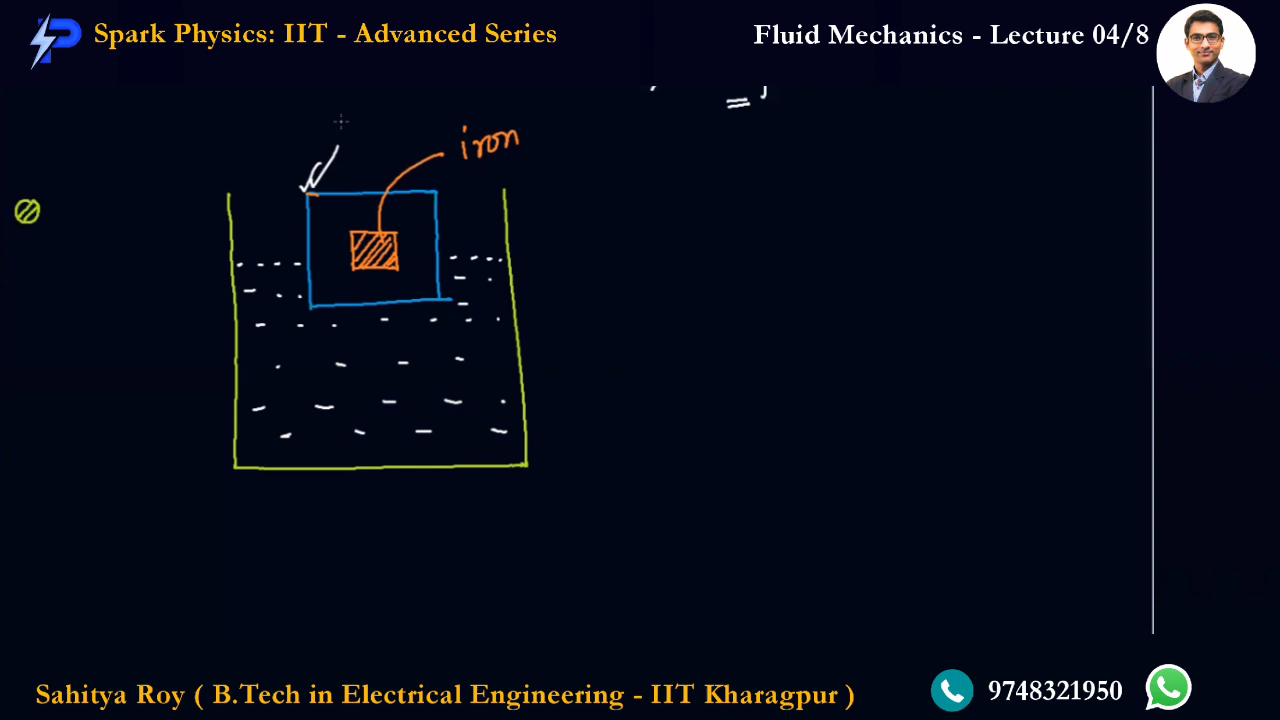 Spark Physics: IIT - Advanced Series
Fluid Mechanics - Lecture 04/8
iron
Sahitya Roy ( B.Tech in Electrical Engineering - IIT Kharagpur )
9748321950